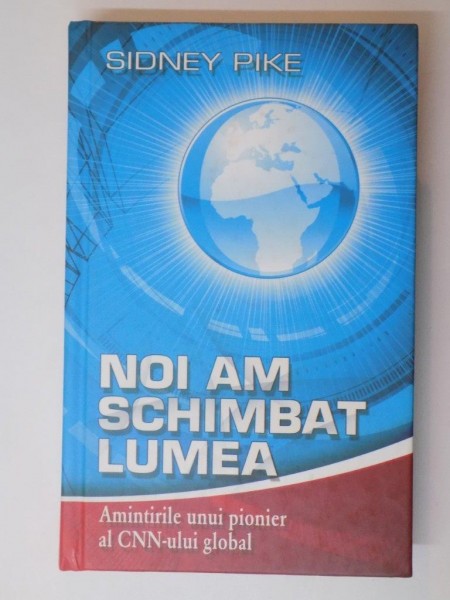 SIDNEY PIKE
NOI AM
SCHIMBAT
LUMEA
Amintirile unui pionier
al CNN-ului global